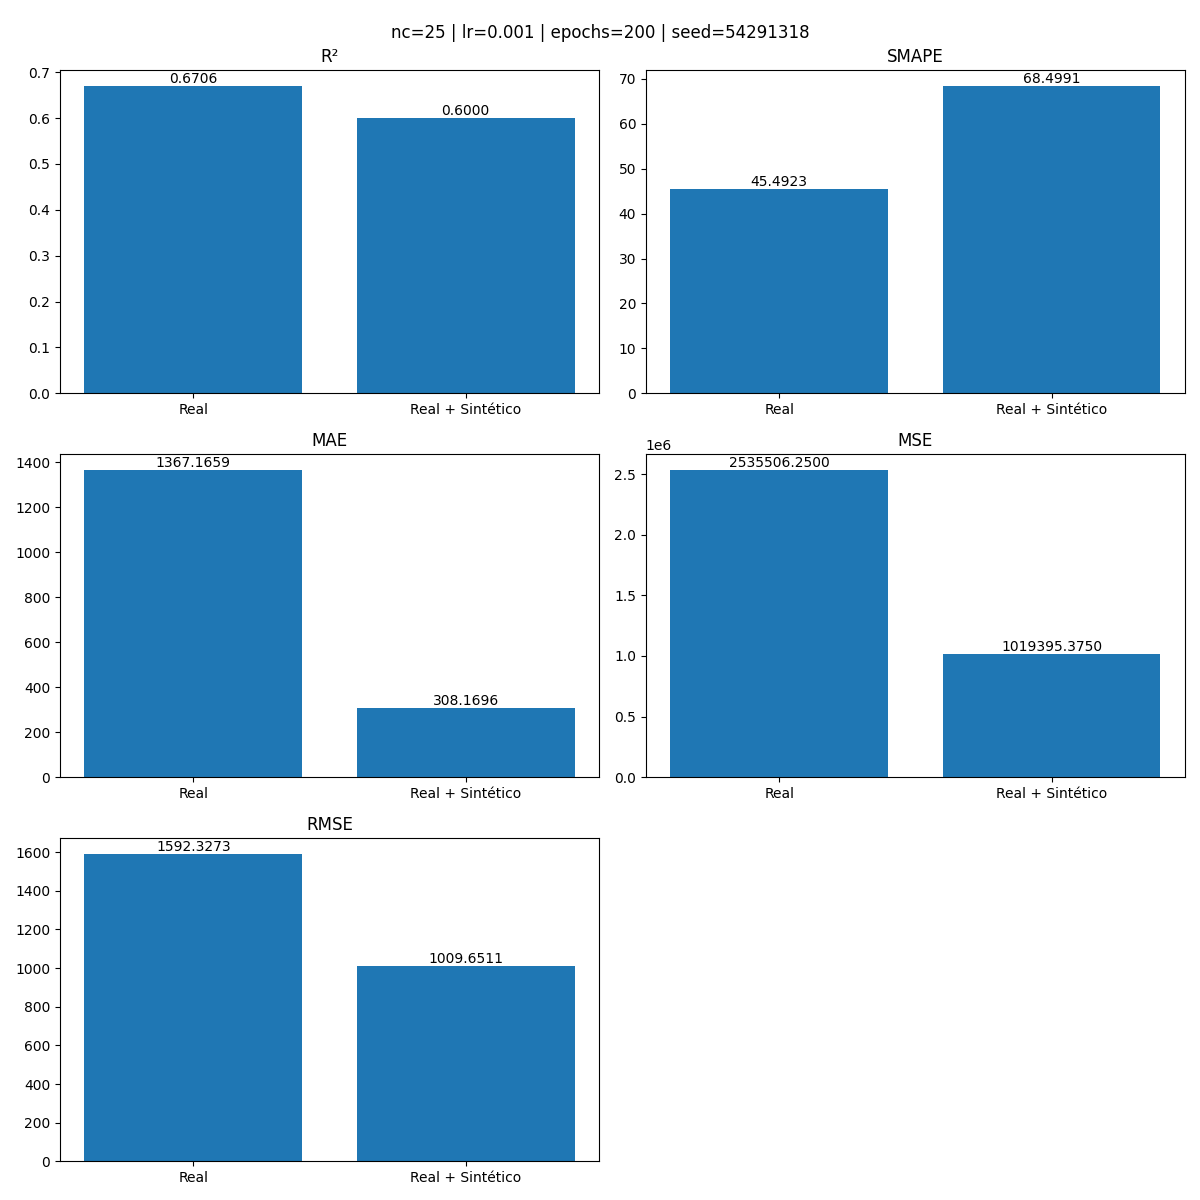 nc=25 | lr=0.001 | epochs=200 | seed=54291318
R²
0.7
0.6
0.5
0.4
0.3
0.2
0.1
0.0
0.6706
0.6000
Real
Real + Sintético
SMAPE
70
60
50
40
30
20
10
0
45.4923
68.4991
Real
Real + Sintético
MAE
1400
1200
1000
800
600
400
200
0
1367.1659
308.1696
Real
Real + Sintético
MSE
1e6
2.5
2.0
1.5
1.0
0.5
0.0
2535506.2500
1019395.3750
Real
Real + Sintético
RMSE
1600
1400
1200
1000
800
600
400
200
0
1592.3273
1009.6511
Real
Real + Sintético